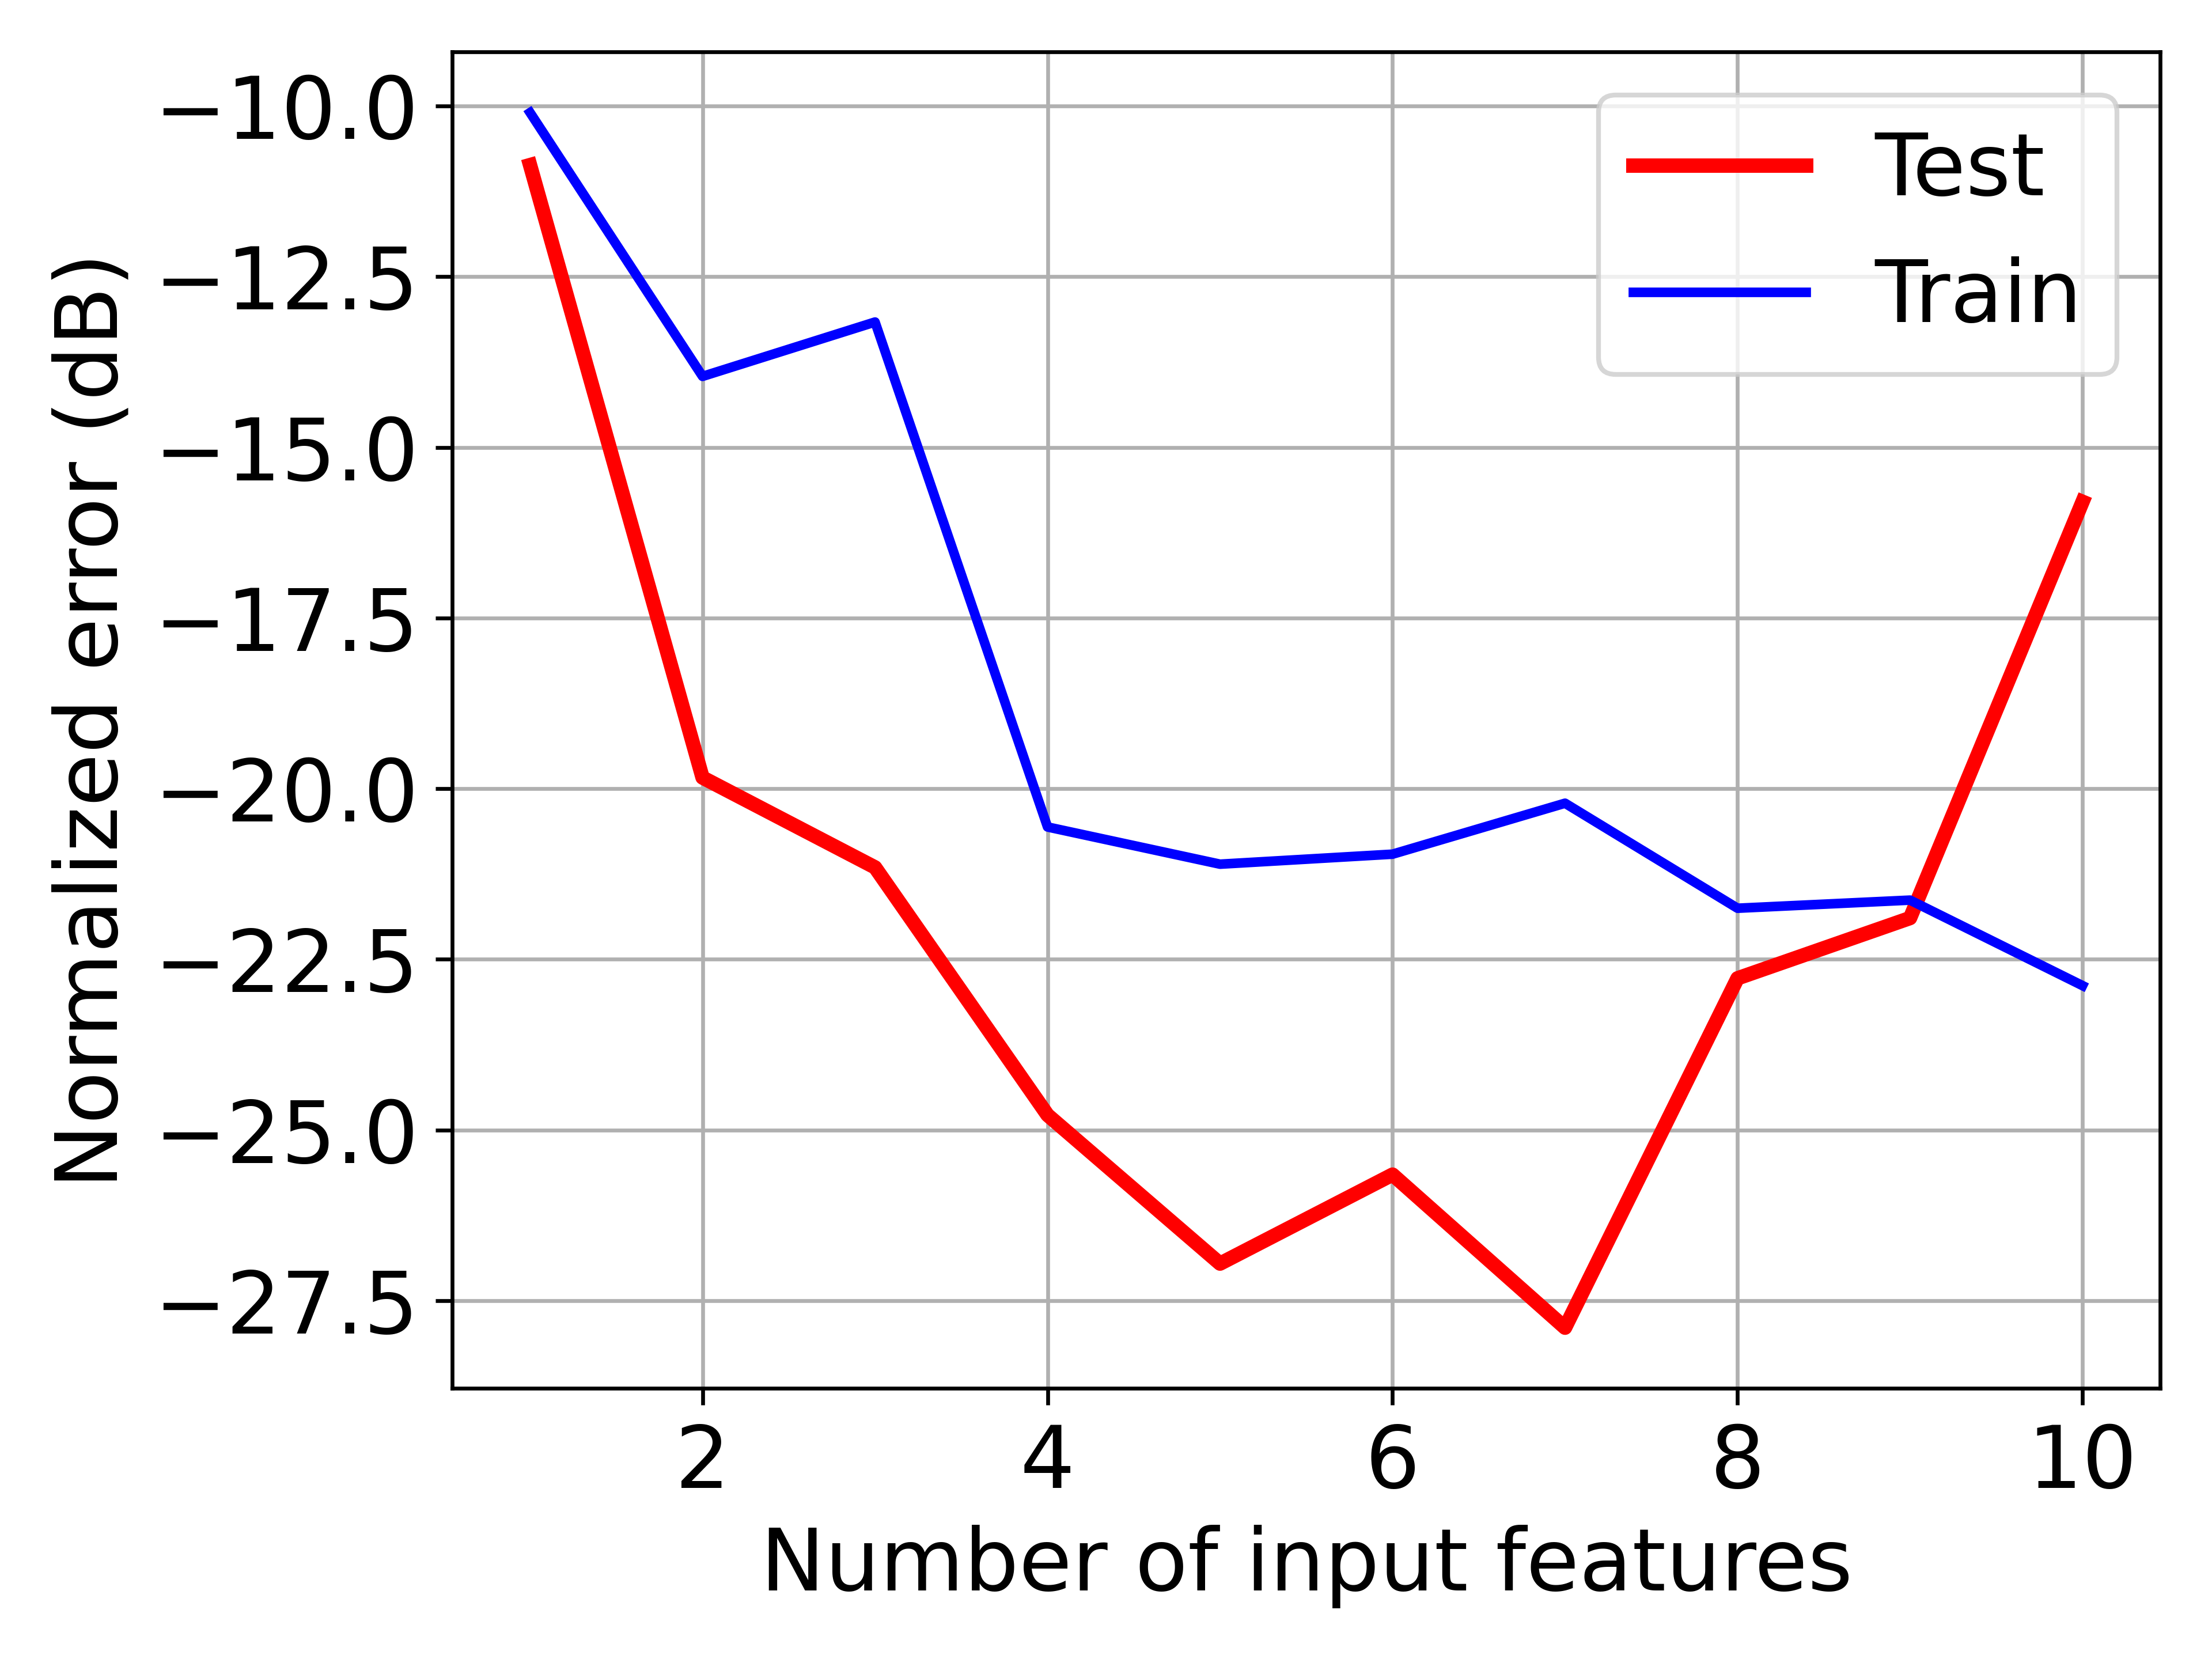 −10.0
−12.5
−15.0
−17.5
−20.0
−22.5
−25.0
−27.5
Normalized error (dB)
Test
Train
2 4 6 8 10
Number of input features